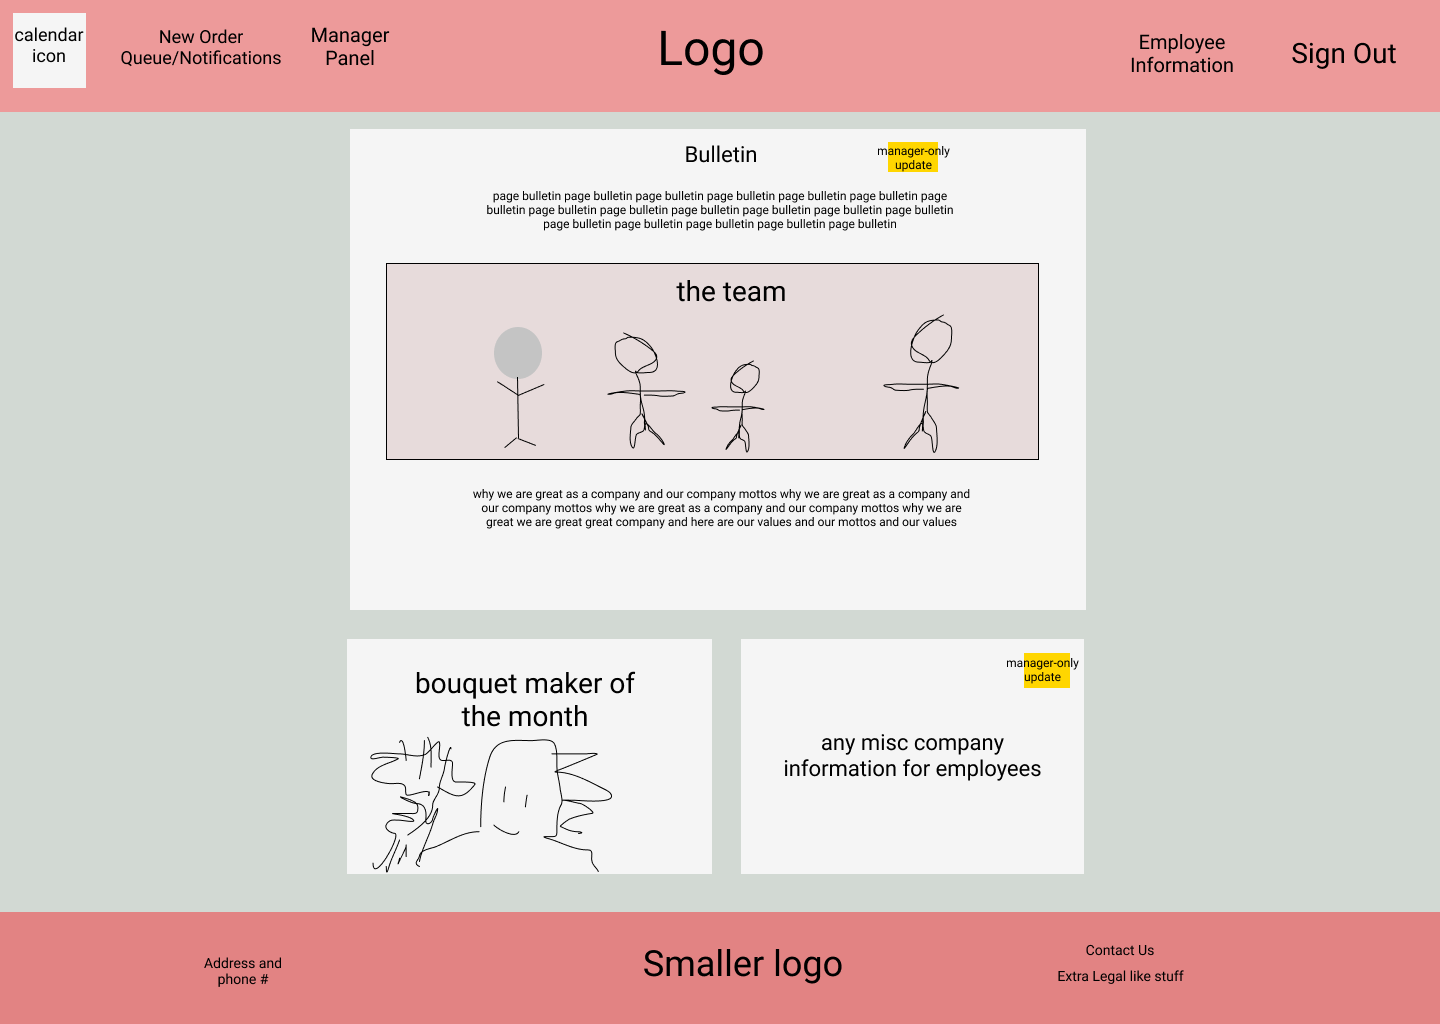 calendar
icon
New Order
Queue/Notifications
Manager
Panel
Logo
Employee
Information
Sign Out
Bulletin
manager-only
update
page bulletin page bulletin page bulletin page bulletin page bulletin page bulletin page
bulletin page bulletin page bulletin page bulletin page bulletin page bulletin page bulletin
page bulletin page bulletin page bulletin page bulletin page bulletin
the team
why we are great as a company and our company mottos why we are great as a company and
our company mottos why we are great as a company and our company mottos why we are
great we are great great company and here are our values and our mottos and our values
bouquet maker of
the month
manager-only
update
any misc company
information for employees
Address and
phone #
Smaller logo
Contact Us
Extra Legal like stuff